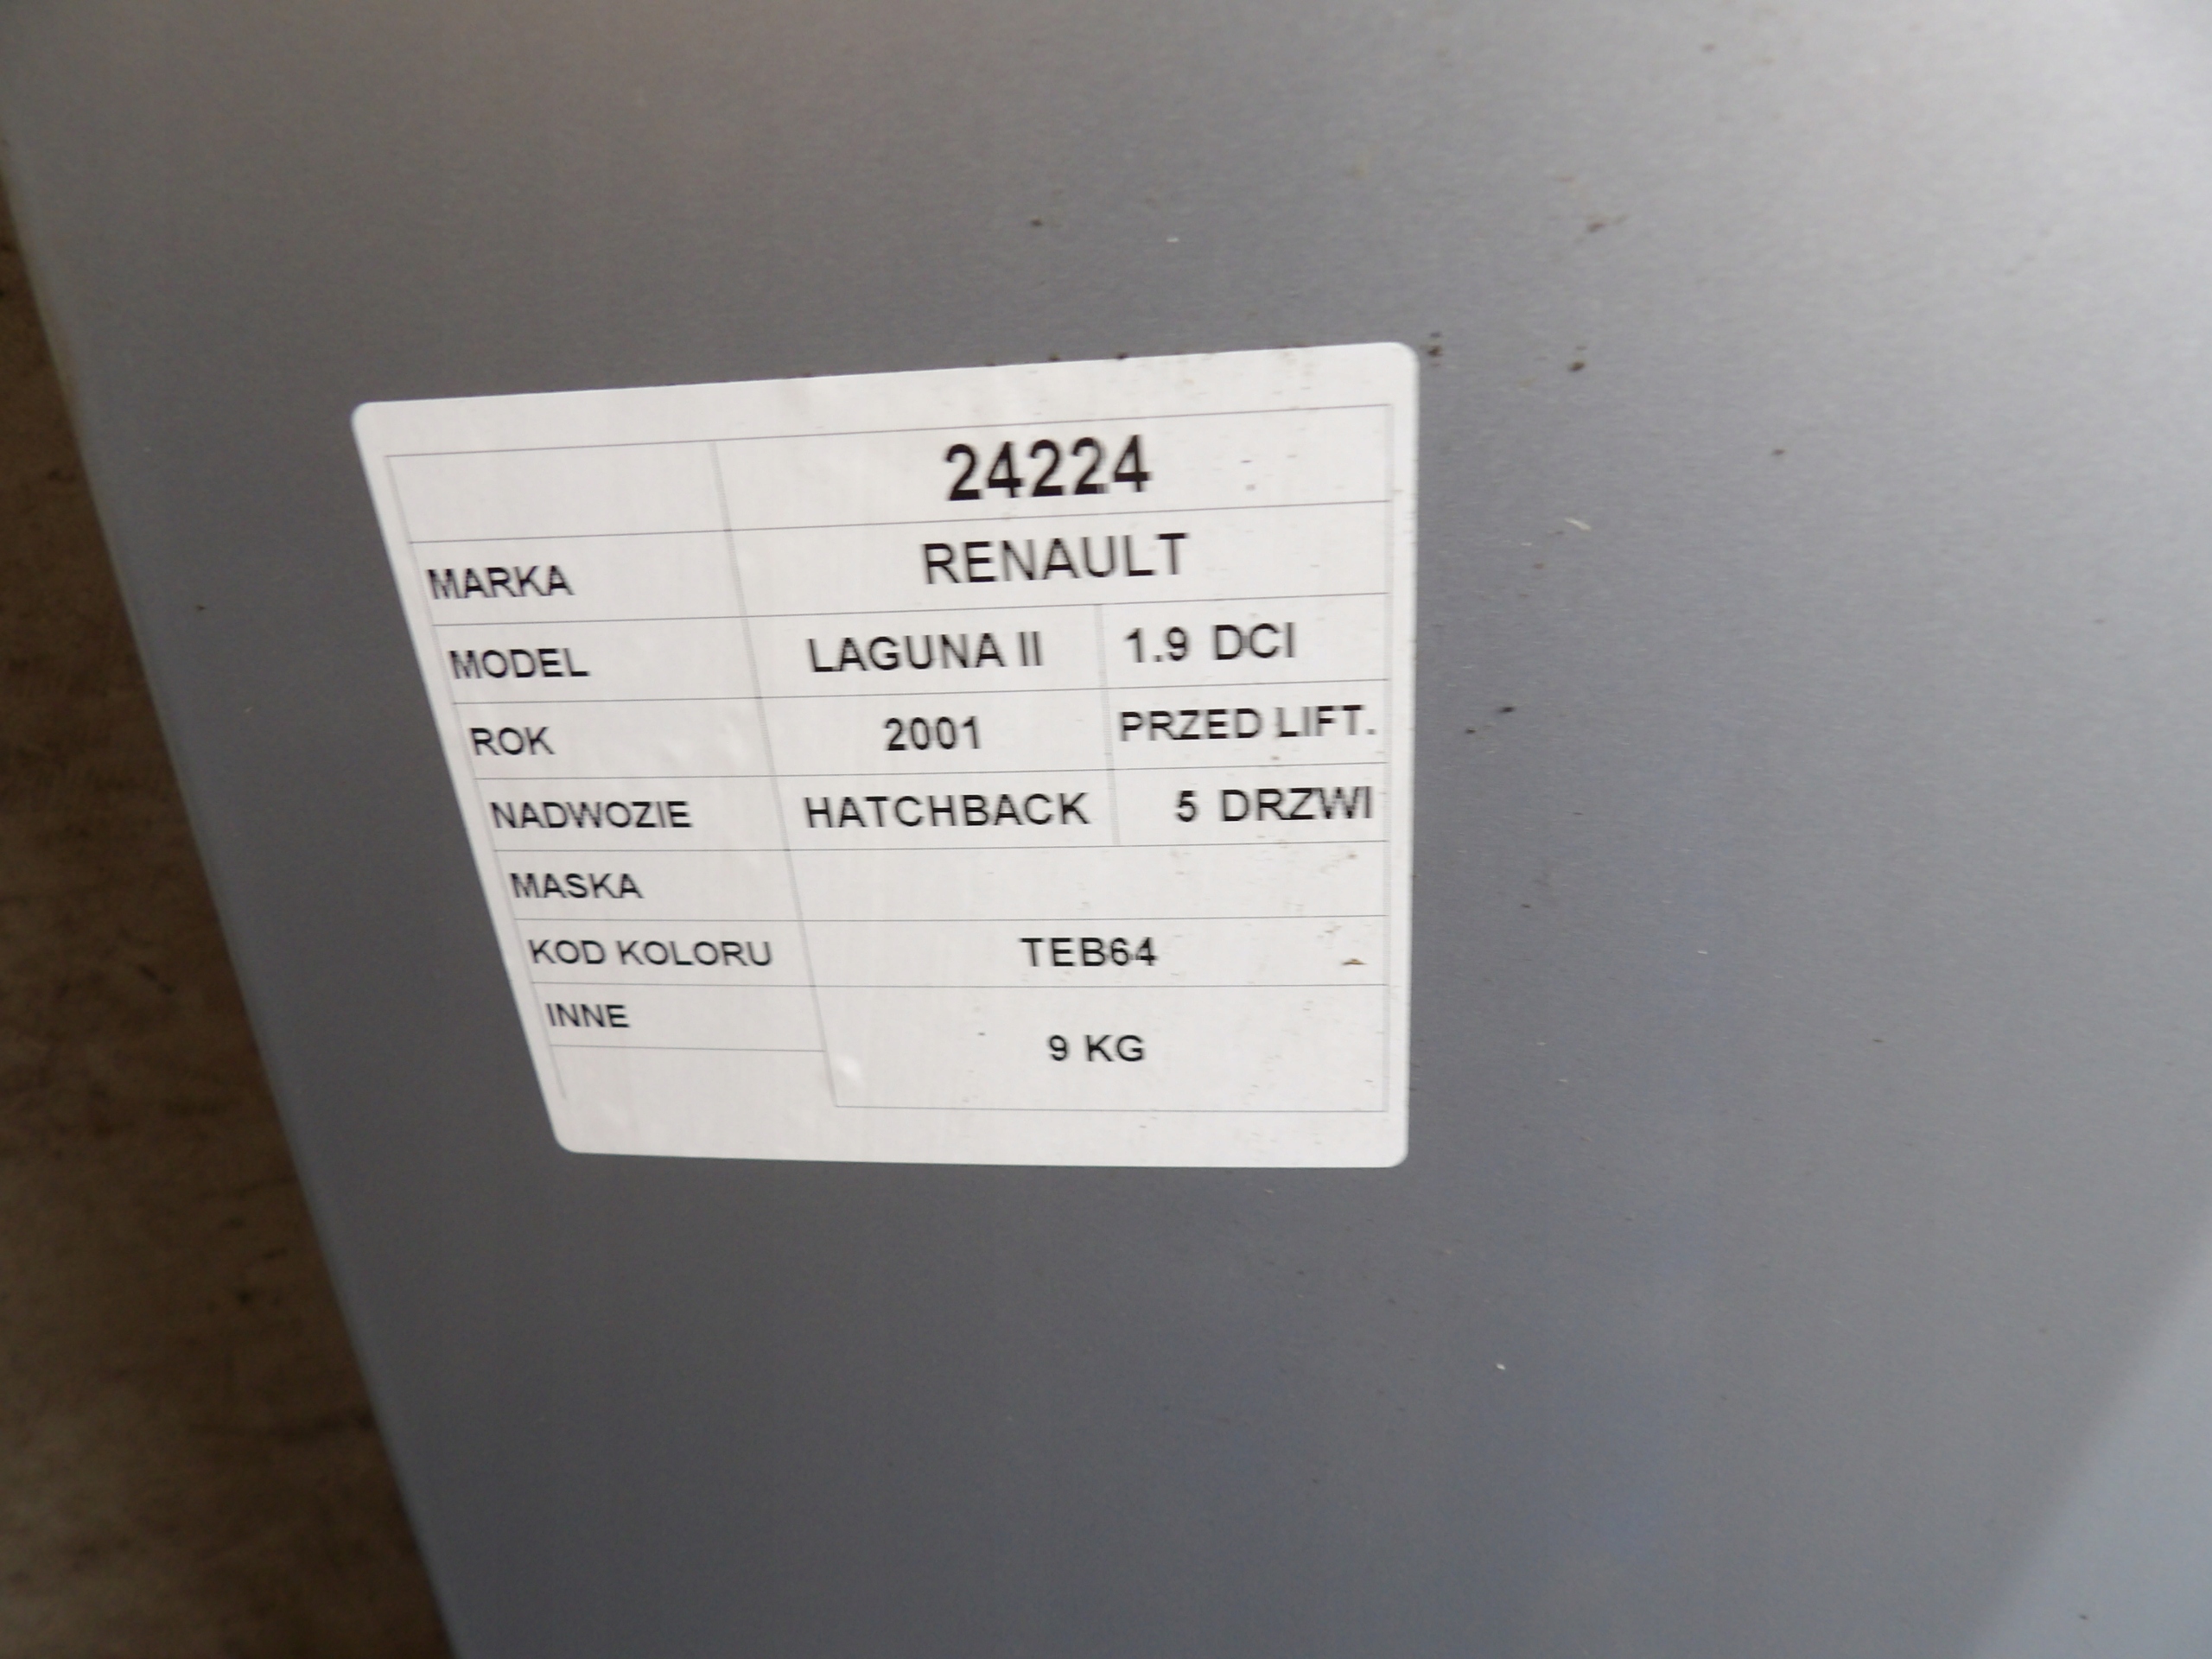 24224
MARKA RENAULT
MODEL LAGUNA II 1.9 DCI
ROK 2001 PRZED LIFT.
NADWOZIE HATCHBACK 5 DRZWI
MASKA
KOD KOLORU TEB64
INNE
9 KG